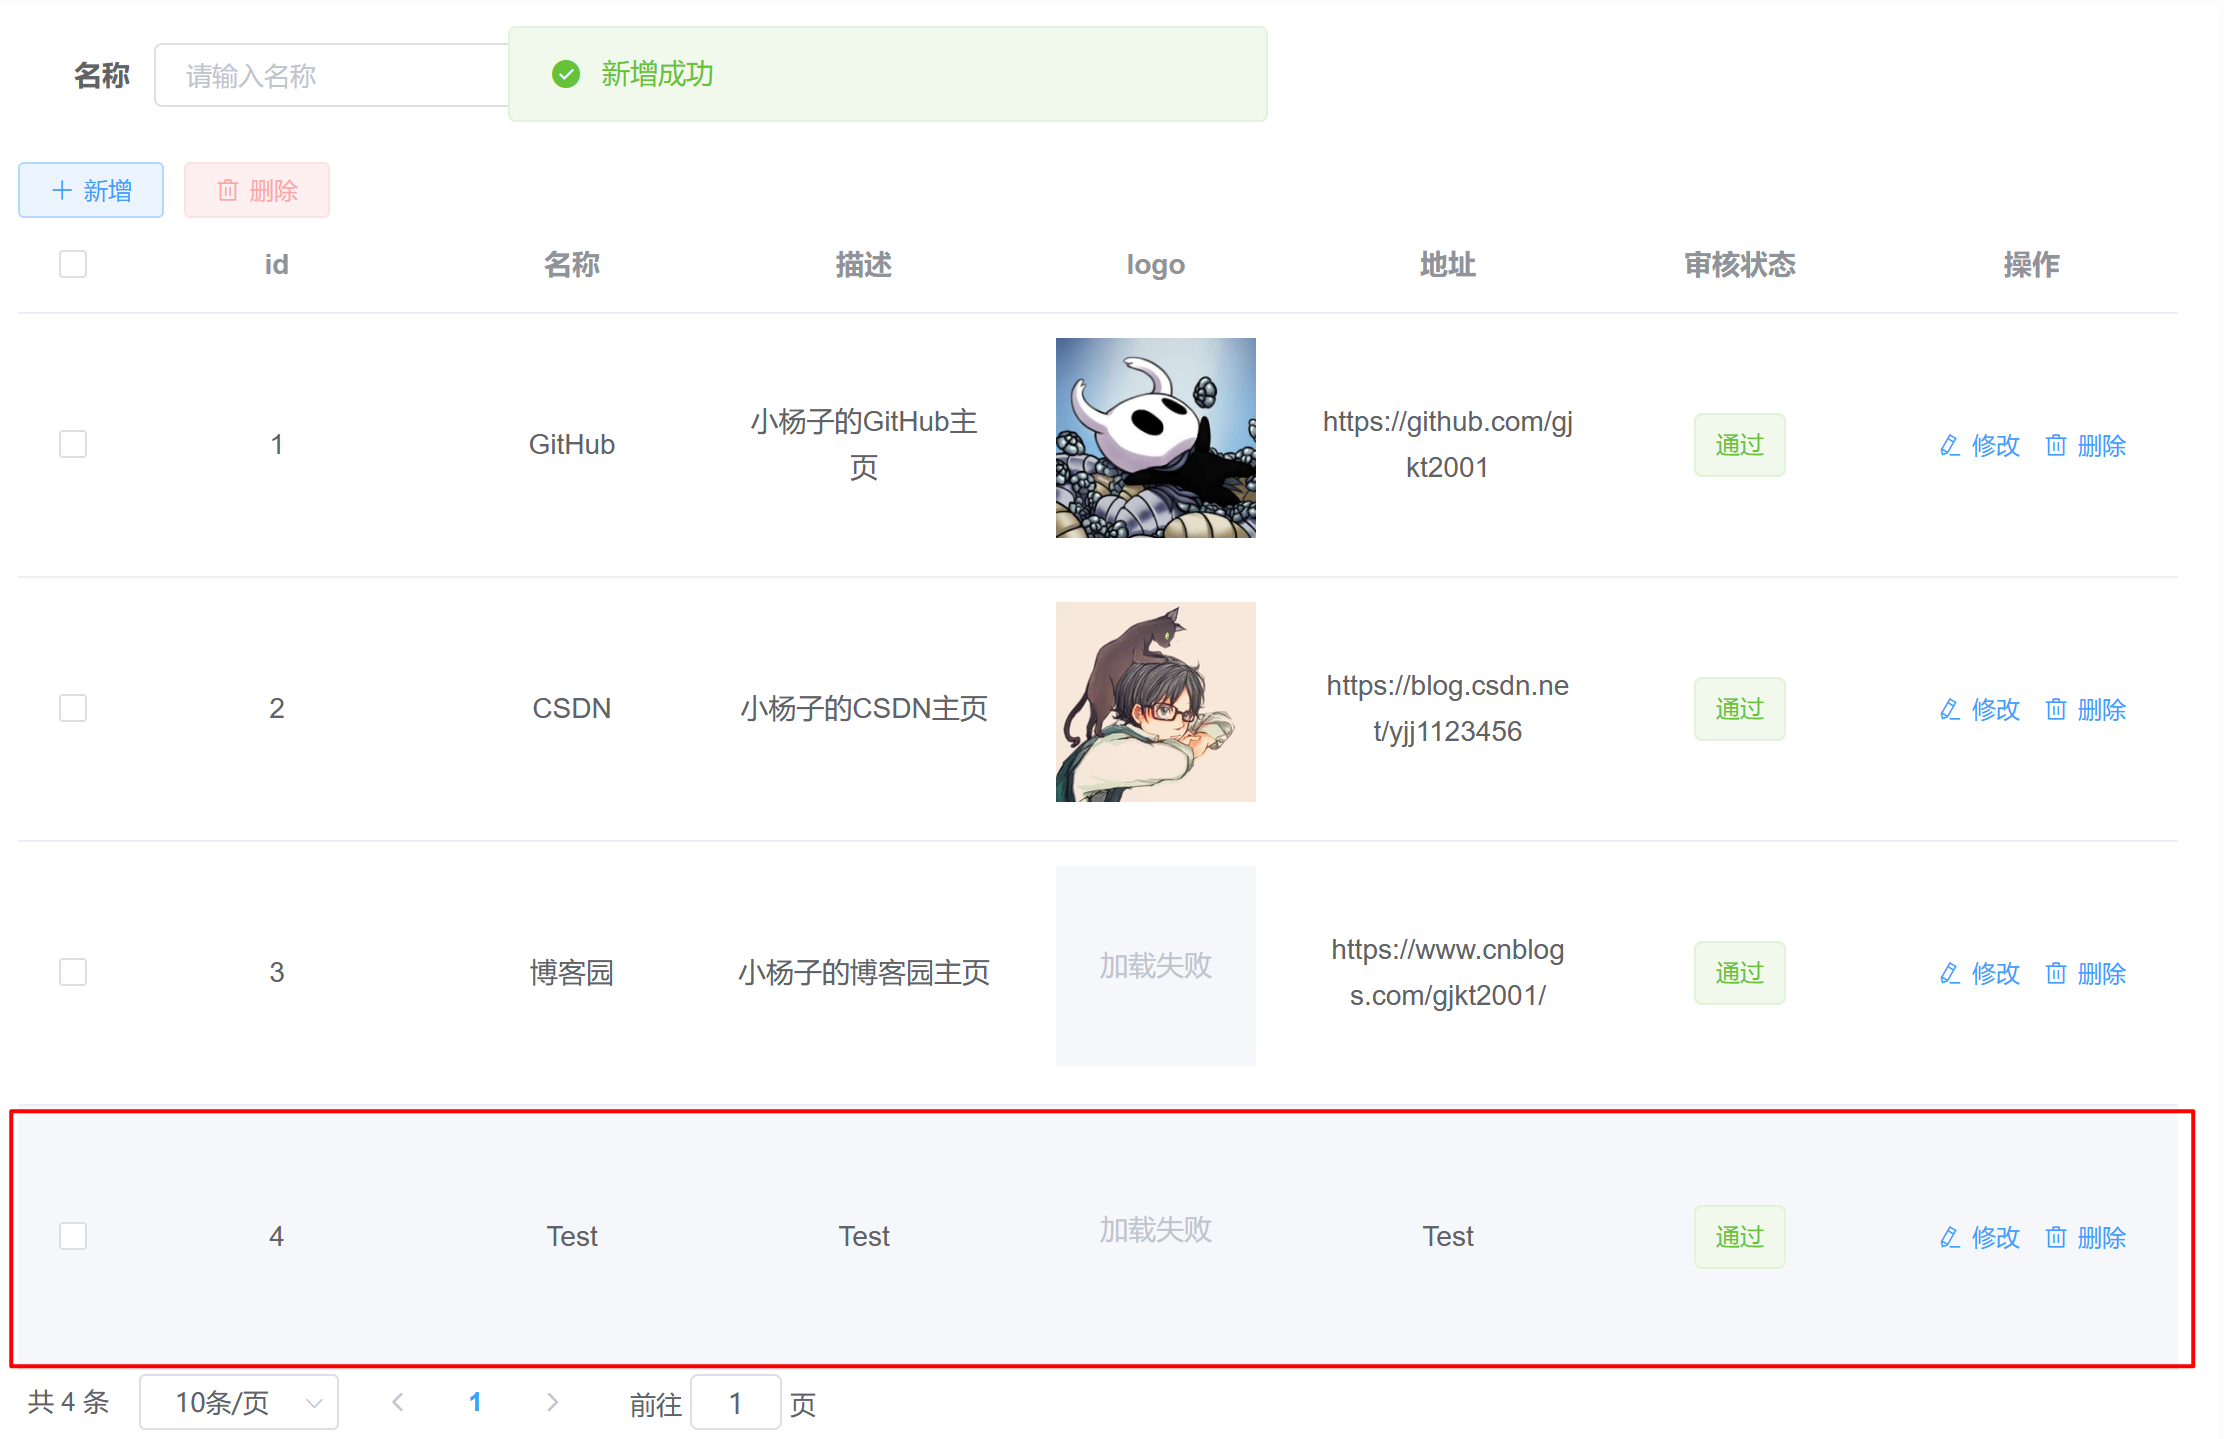 名称 请输入名称 新增成功
新增 删除
id 名称 描述 logo 地址 审核状态 操作
1 GitHub 小杨子的GitHub主 https://github.com/gj 通过 修改 删除
页 kt2001
2 CSDN 小杨子的CSDN主页 https://blog.csdn.ne 通过 修改 删除
t/yjj1123456
3 博客园 小杨子的博客园主页 加载失败 https://www.cnblog 通过 修改 删除
s.com/gjkt2001/
4 Test Test 加载失败 Test 通过 修改 删除
共 4 条 10条/页 1 前往 1 页